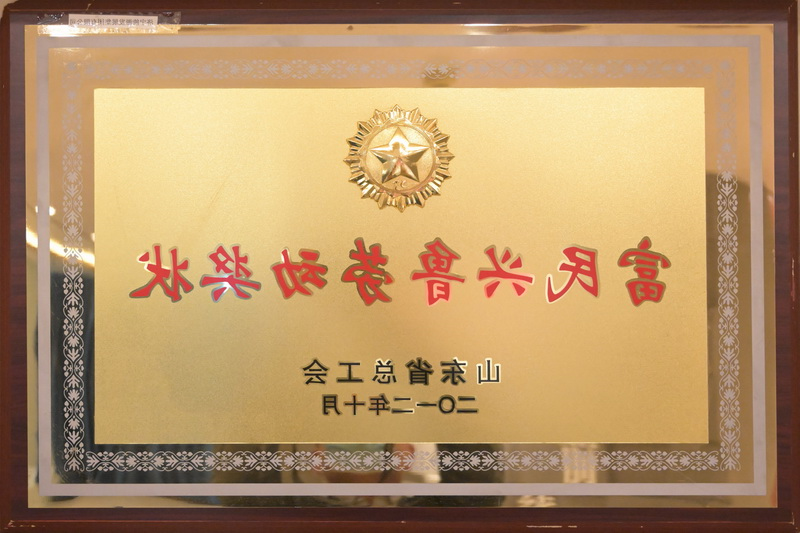 富民兴鲁劳动奖状
山东省总工会
二〇一二年十月